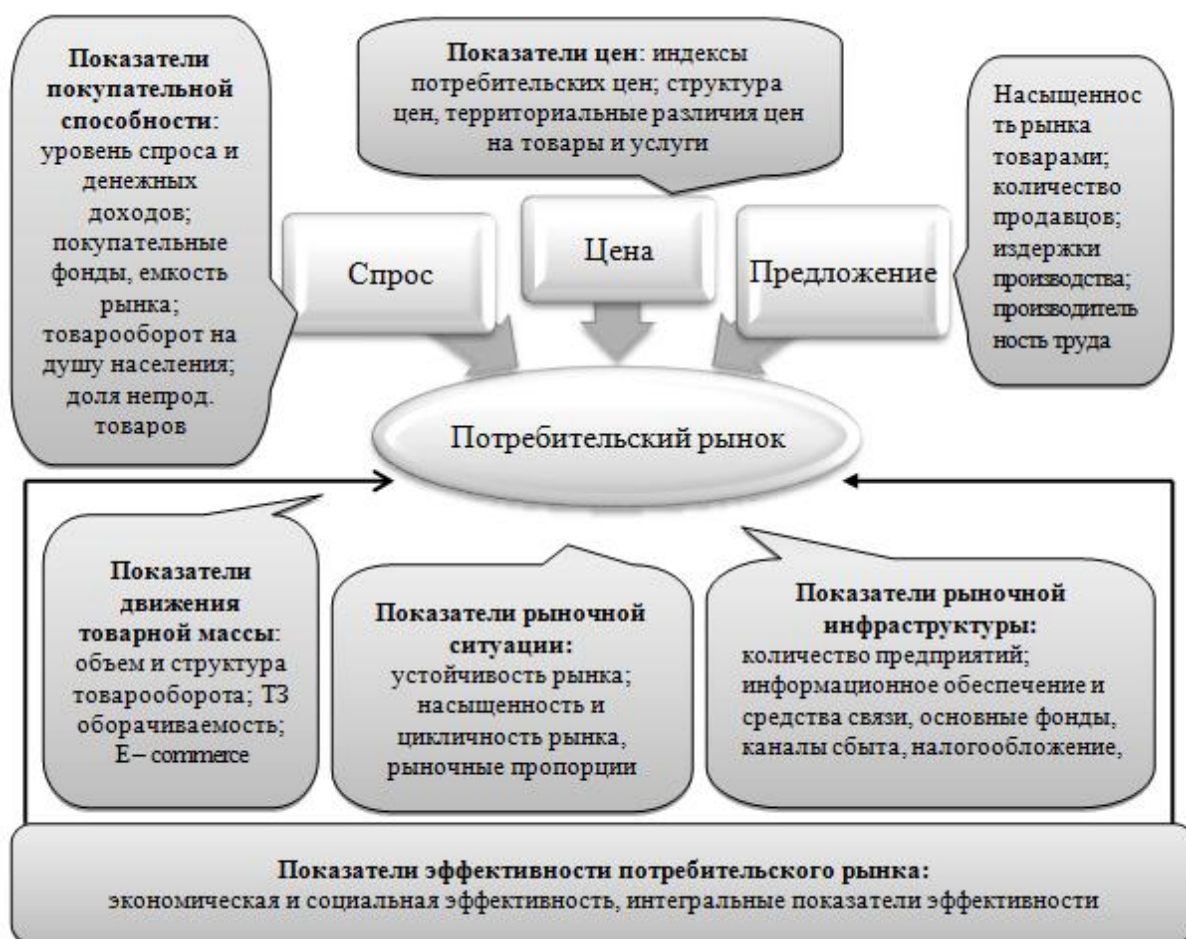 Показатели
покупательной
способности:
уровень спроса и
денежных
доходов;
покупательные
фонды, емкость
рынка;
товарооборот на
душу населения;
доля непрод.
товаров
Показатели цен: индексы
потребительских цен; структура
цен, территориальные различия цен
на товары и услуги
Насыщеннос
ть рынка
товарами;
количество
продавцов;
издержки
производства;
производитель
ность труда
Спрос
Цена
Предложение
Потребительский рынок
Показатели
движения
товарной массы:
объем и структура
товарооборота; ТЗ
оборачиваемость;
E – commerce
Показатели рыночной
ситуации:
устойчивость рынка;
насыщенность и
цикличность рынка,
рыночные пропорции
Показатели рыночной
инфраструктуры:
количество предприятий;
информационное обеспечение и
средства связи, основные фонды,
каналы сбыта, налогообложение,
Показатели эффективности потребительского рынка:
экономическая и социальная эффективность, интегральные показатели эффективности